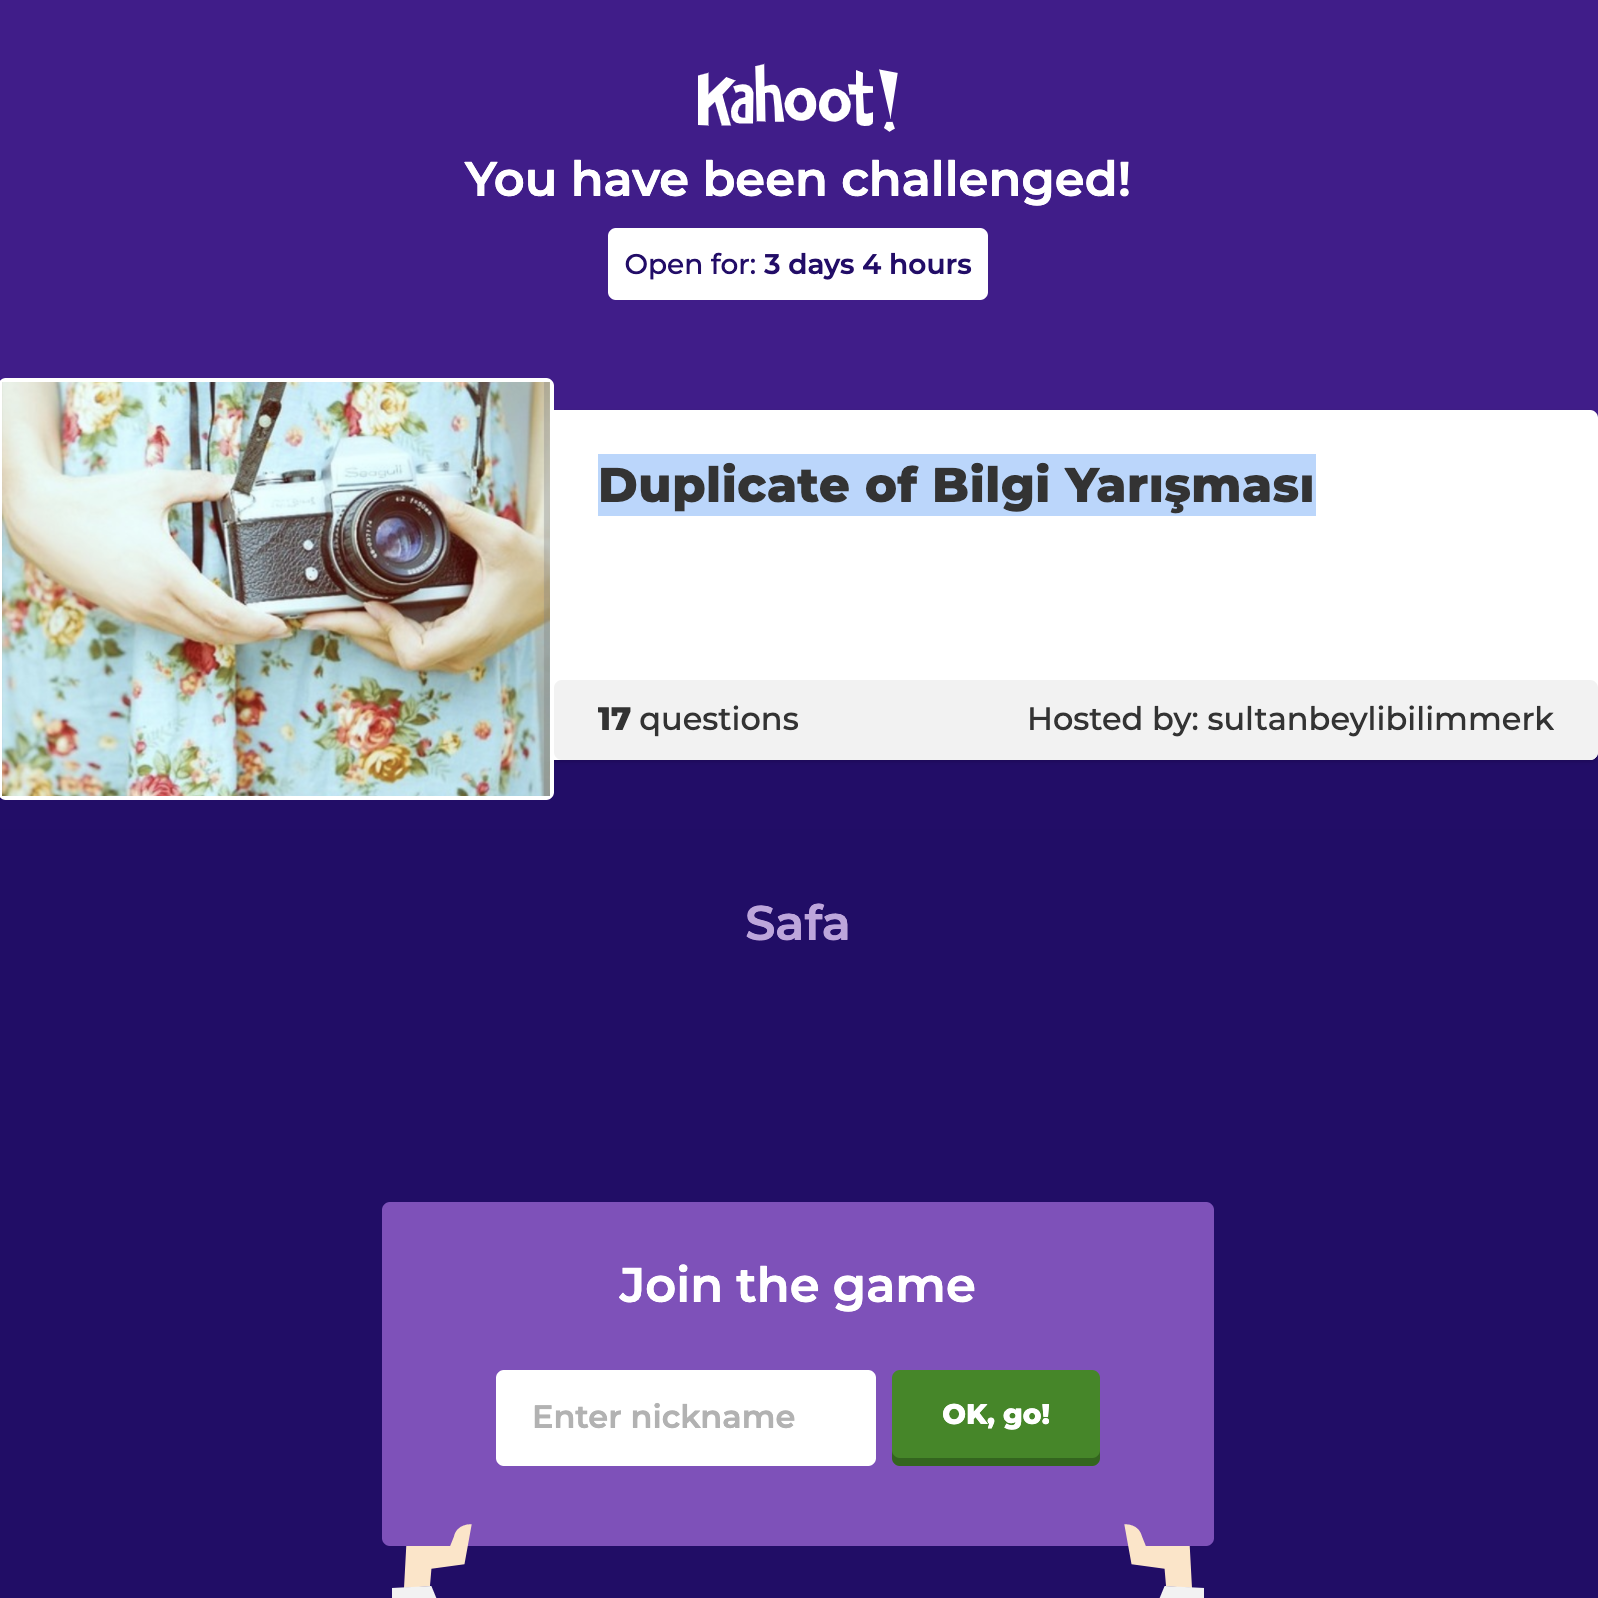 Kahoot!
You have been challenged!
Open for: 3 days 4 hours
Seagull
Duplicate of Bilgi Yarışması
17 questions
Hosted by: sultanbeylibilimmerk
Safa
Join the game
Enter nickname
OK, go!